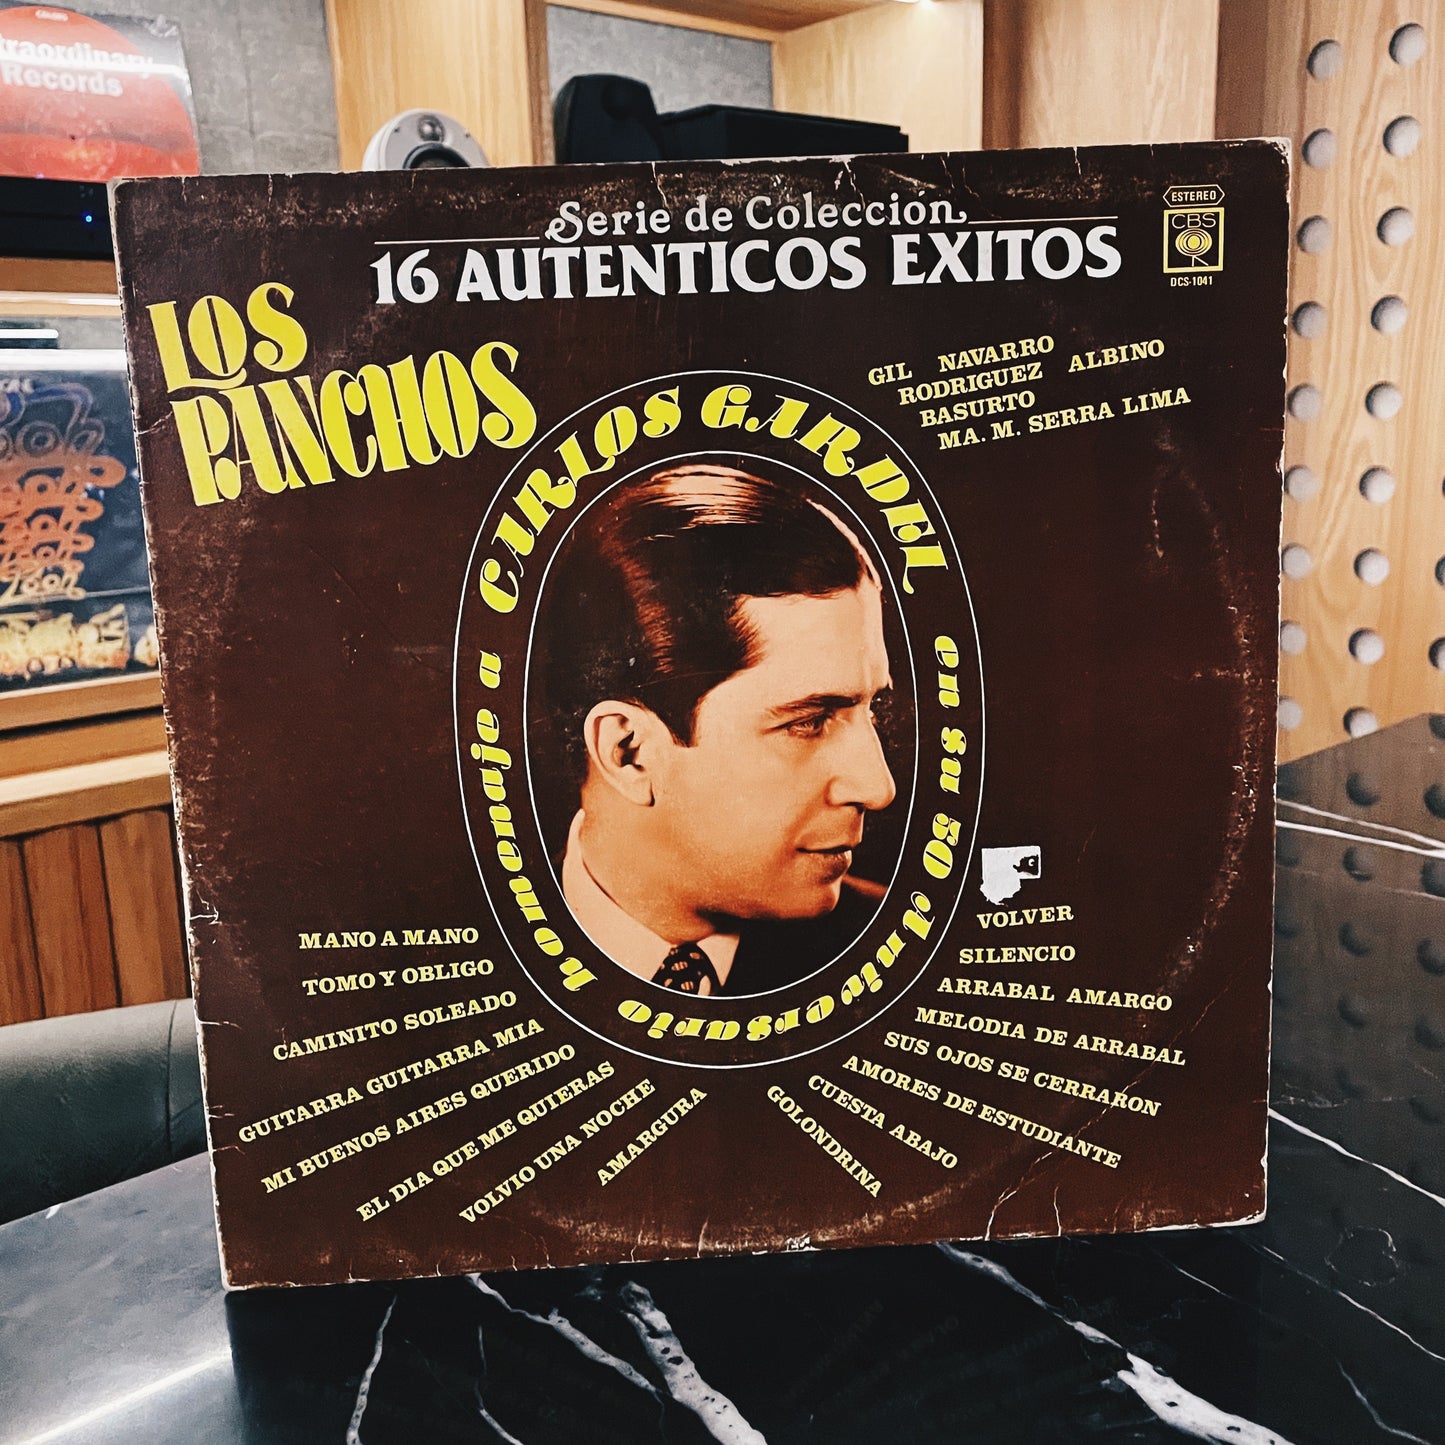 Records
Serie de Colección
16 AUTENTICOS EXITOS
ESTEREO
CBS
DCS-1041
LOS
PANCHOS
GIL NAVARRO
RODRIGUEZ ALBINO
BASURTO
MA. M. SERRA LIMA
homenaje a CARLOS GARDEL en su 50 Aniversario
MANO A MANO
TOMO Y OBLIGO
CAMINITO SOLEADO
GUITARRA GUITARRA MIA
MI BUENOS AIRES QUERIDO
EL DIA QUE ME QUIERAS
VOLVIO UNA NOCHE
AMARGURA
VOLVER
SILENCIO
ARRABAL AMARGO
MELODIA DE ARRABAL
SUS OJOS SE CERRARON
AMORES DE ESTUDIANTE
CUESTA ABAJO
GOLONDRINA